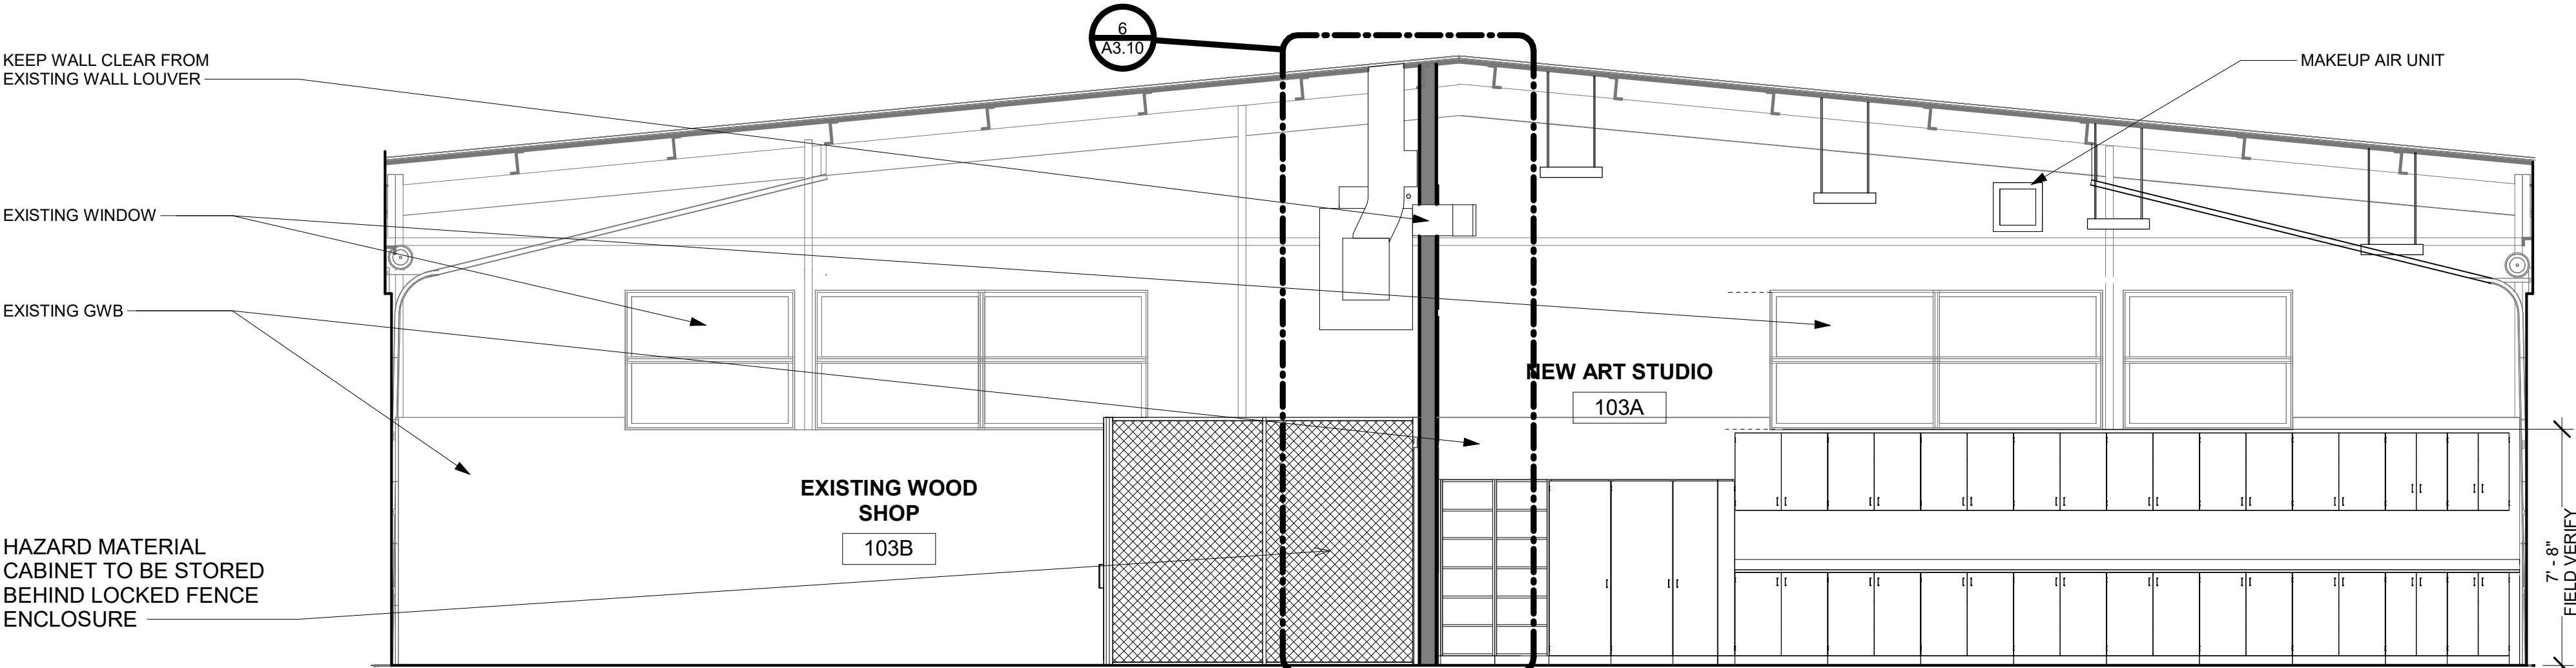 6
A3.10
KEEP WALL CLEAR FROM
EXISTING WALL LOUVER
MAKEUP AIR UNIT
EXISTING WINDOW
EXISTING GWB
NEW ART STUDIO
103A
EXISTING WOOD
SHOP
103B
HAZARD MATERIAL
CABINET TO BE STORED
BEHIND LOCKED FENCE
ENCLOSURE
7' - 8"
FIELD VERIFY